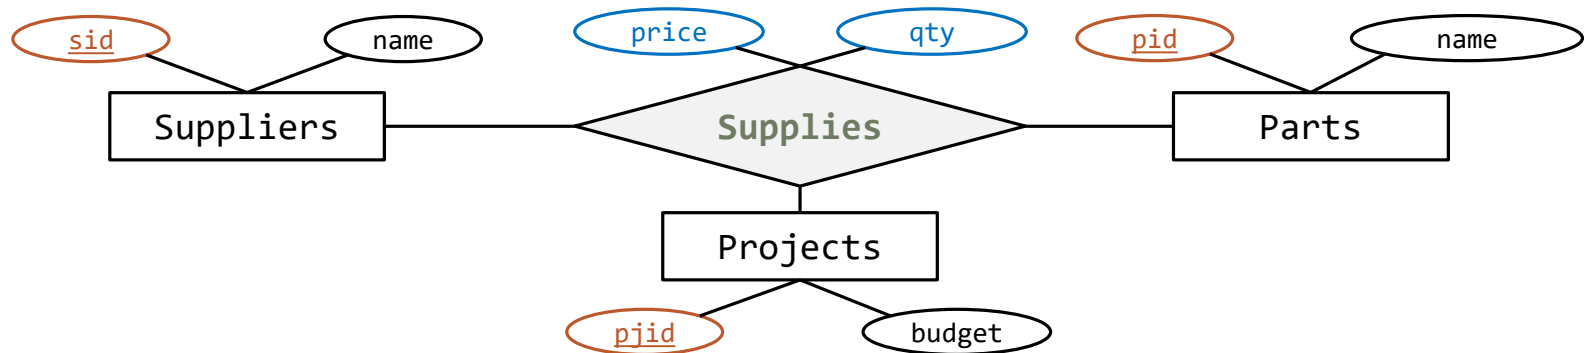 sid
name
price
qty
pid
name
Suppliers
Supplies
Parts
Projects
pjid
budget